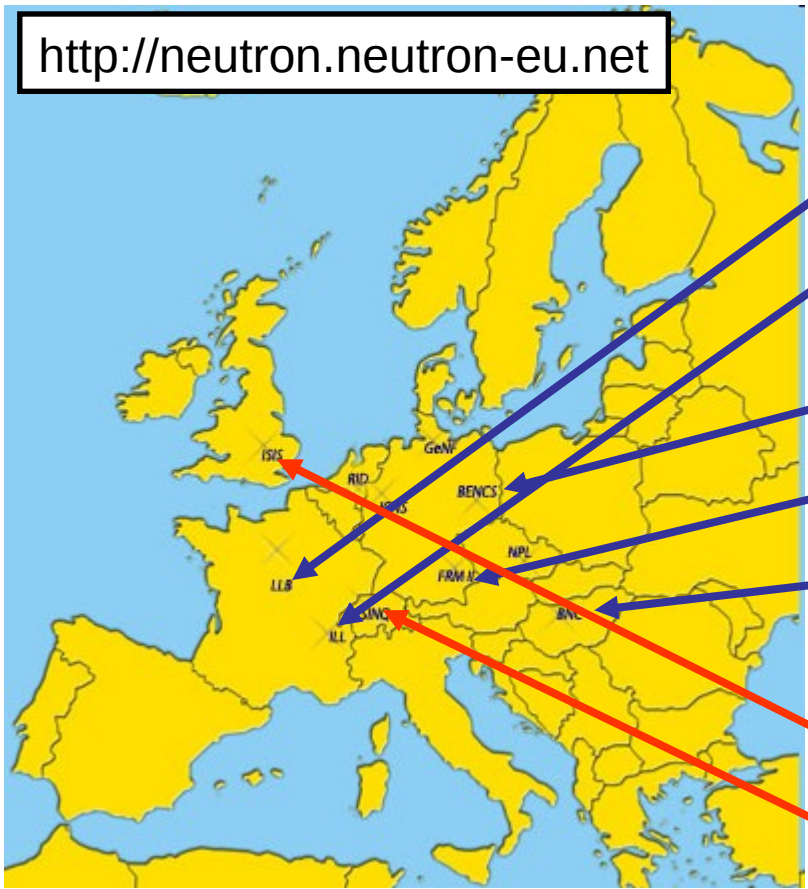 http://neutron.neutron-eu.net
GeNF
ISIS
RID
BENCS
NPL
FRM II
LLB
SINQ
BNC
ILL